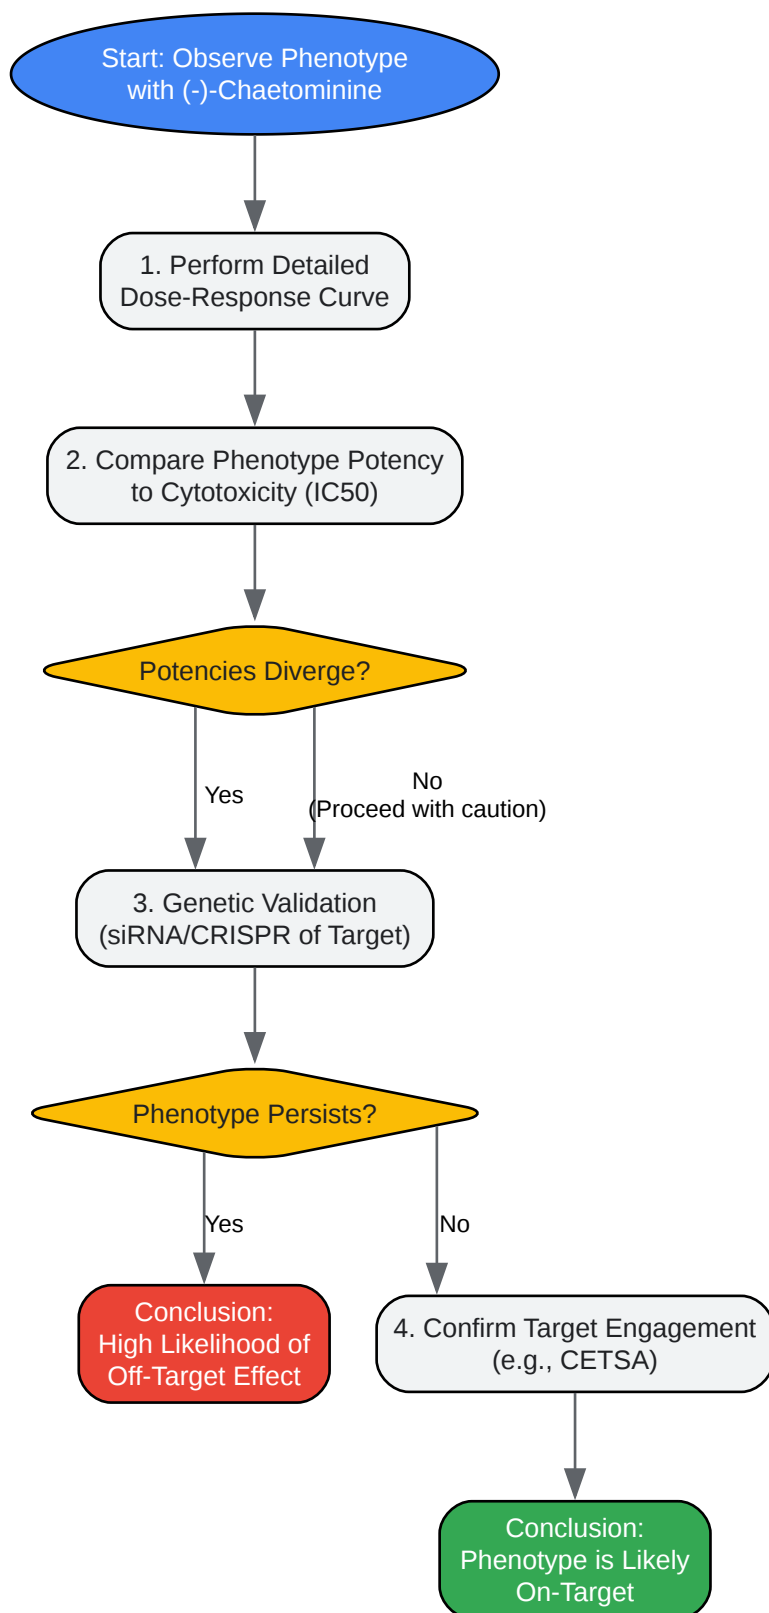 Start: Observe Phenotype
with (-)-Chaetominine
1. Perform Detailed
Dose-Response Curve
2. Compare Phenotype Potency
to Cytotoxicity (IC50)
Potencies Diverge?
Yes
No
(Proceed with caution)
3. Genetic Validation
(siRNA/CRISPR of Target)
Phenotype Persists?
Yes
No
Conclusion:
High Likelihood of
Off-Target Effect
4. Confirm Target Engagement
(e.g., CETSA)
Conclusion:
Phenotype is Likely
On-Target